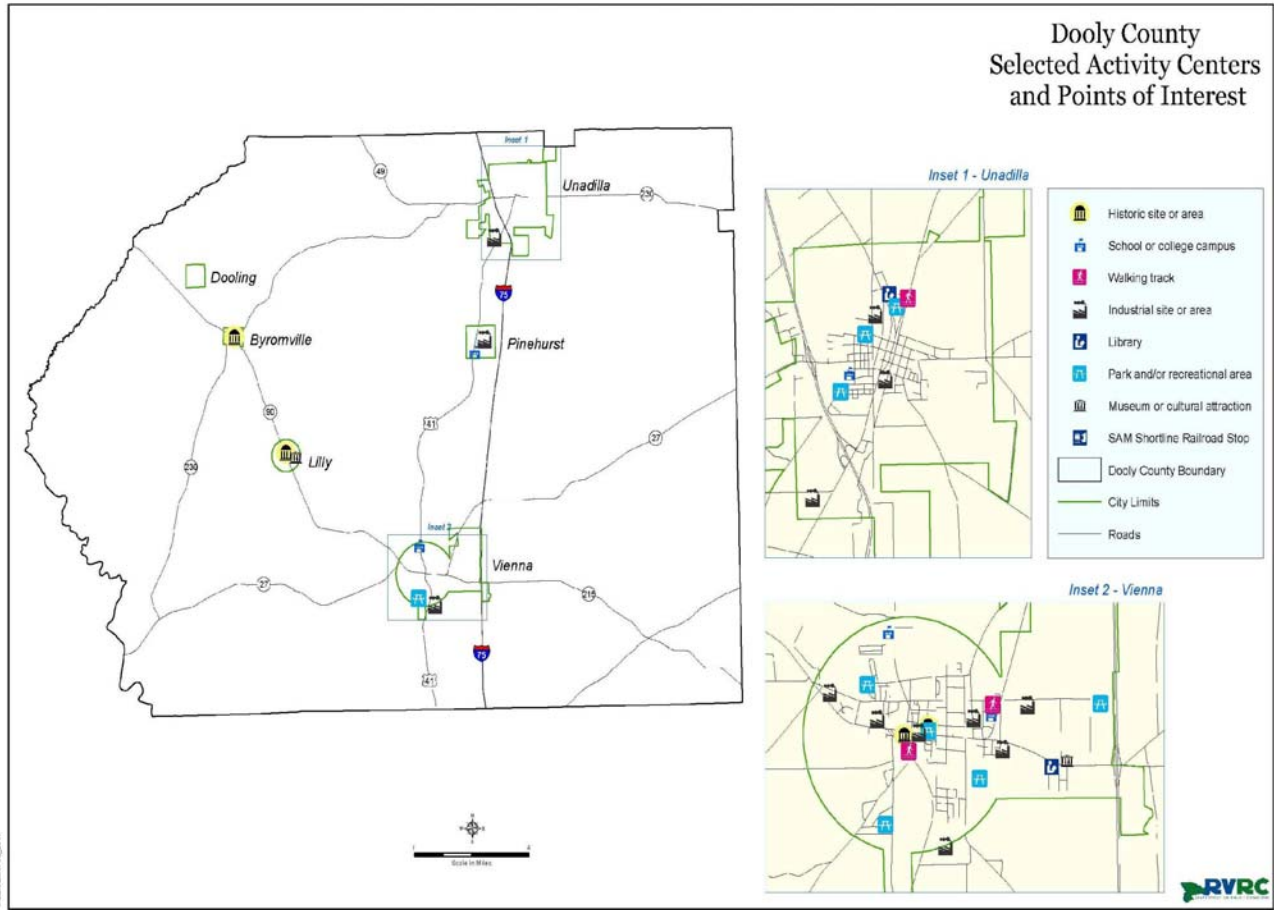 Dooly County
Selected Activity Centers
and Points of Interest
Inset 1
49
Unadilla
230
Inset 1 - Unadilla
Historic site or area
School or college campus
Walking track
Industrial site or area
Library
Park and/or recreational area
Museum or cultural attraction
SAM Shortline Railroad Stop
Dooly County Boundary
City Limits
Roads
Dooling
75
Byromville
Pinehurst
90
41
27
Lilly
230
Inset 2
Vienna
27
215
75
41
Inset 2 - Vienna
Scale in Miles
RVRC